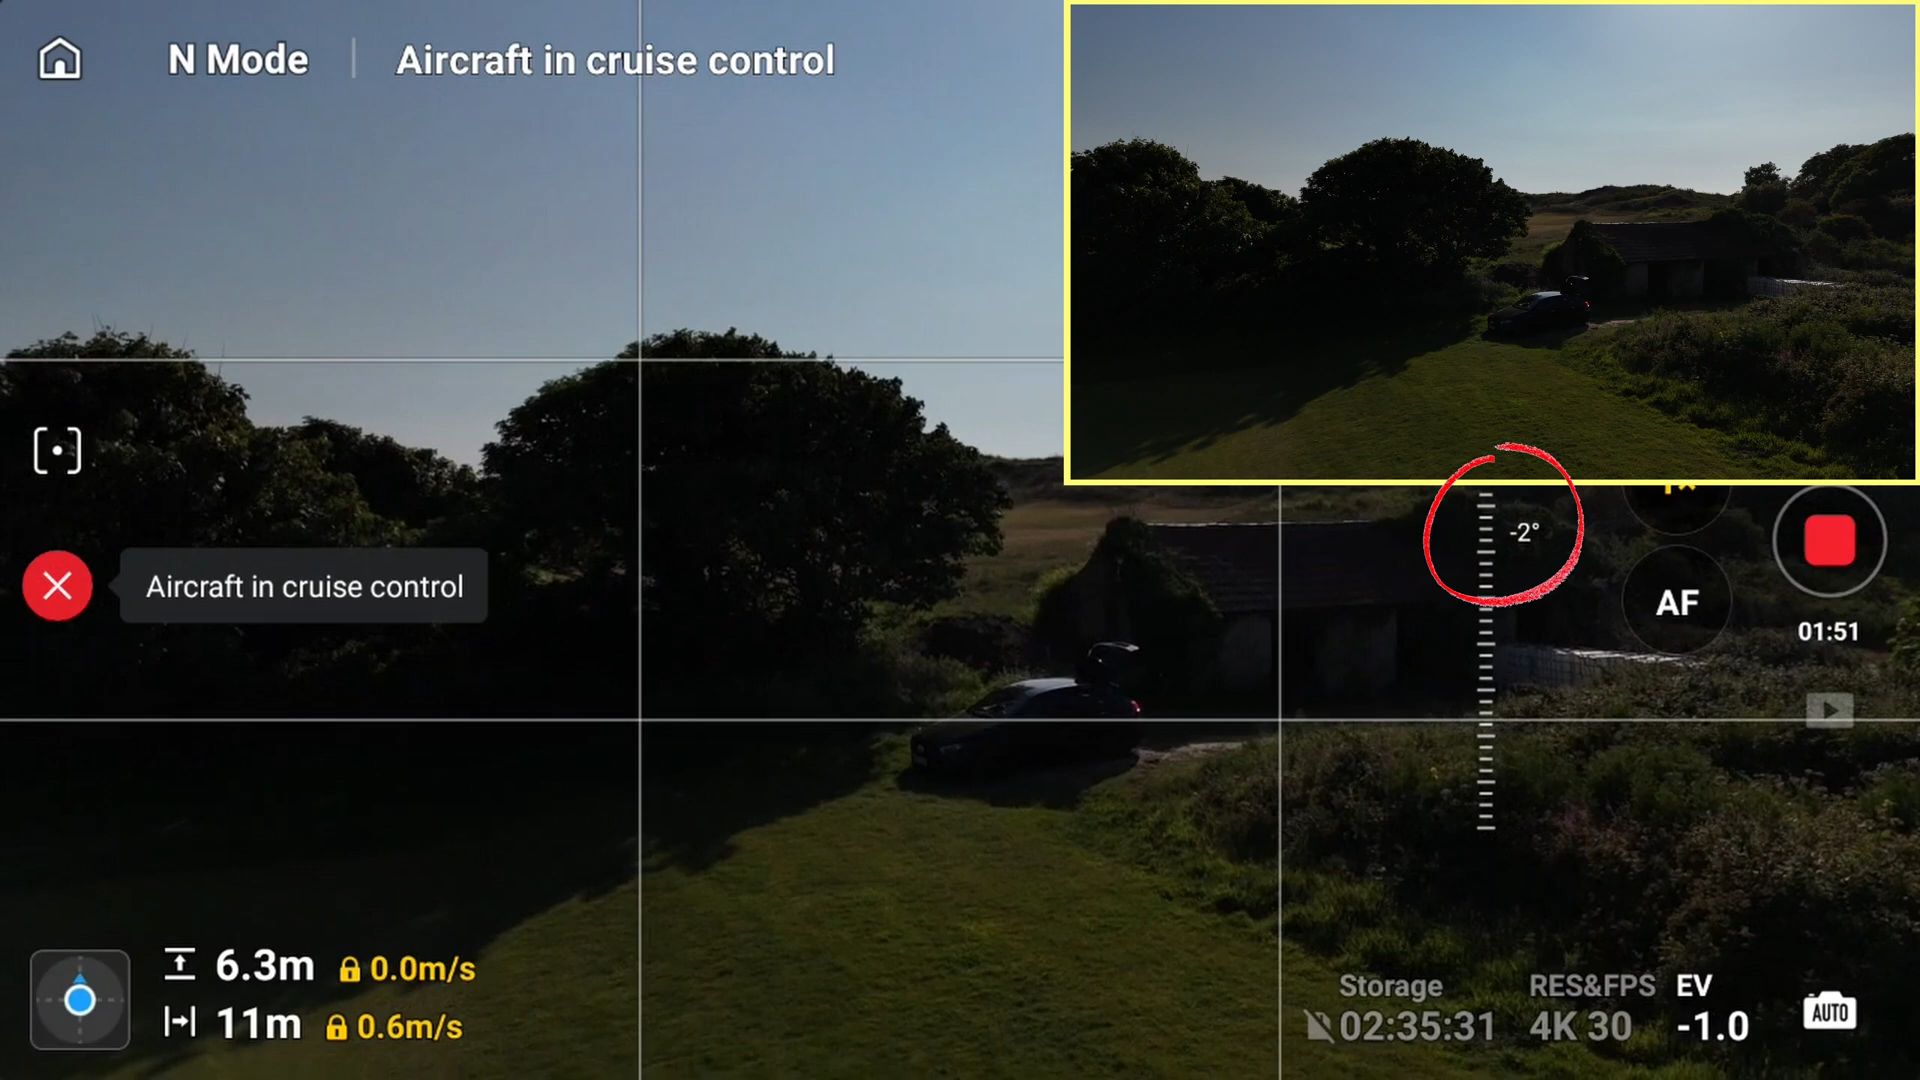 N Mode | Aircraft in cruise control
-2°
AF
Aircraft in cruise control
01:51
6.3m 0.0m/s
11m 0.6m/s
Storage RES&FPS EV
02:35:31 4K 30 -1.0
AUTO